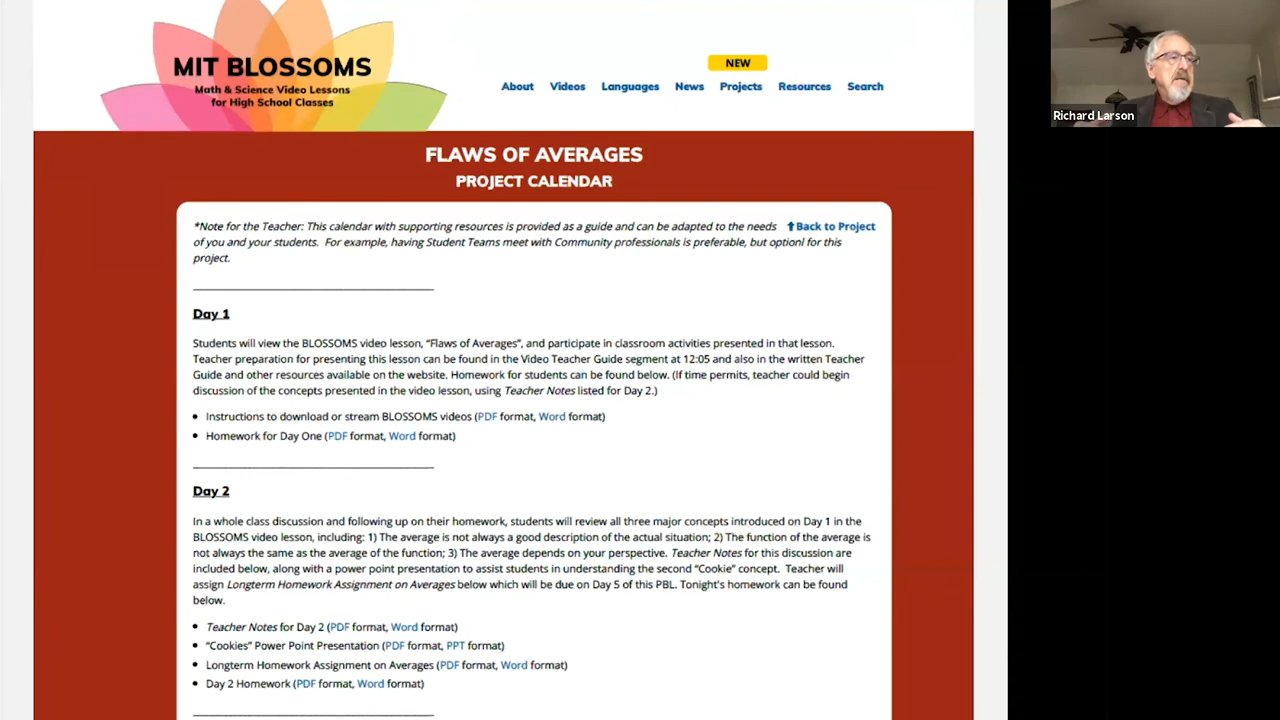 MIT BLOSSOMS
Math & Science Video Lessons
for High School Classes
NEW
About Videos Languages News Projects Resources Search
Richard Larson
FLAWS OF AVERAGES
PROJECT CALENDAR
*Note for the Teacher: This calendar with supporting resources is provided as a guide and can be adapted to the needs
Back to Project
of you and your students. For example, having Student Teams meet with Community professionals is preferable, but optionl for this
project.
Day 1
Students will view the BLOSSOMS video lesson, “Flaws of Averages”, and participate in classroom activities presented in that lesson.
Teacher preparation for presenting this lesson can be found in the Video Teacher Guide segment at 12:05 and also in the written Teacher
Guide and other resources available on the website. Homework for students can be found below. (If time permits, teacher could begin
discussion of the concepts presented in the video lesson, using Teacher Notes listed for Day 2.)
• Instructions to download or stream BLOSSOMS videos (PDF format, Word format)
• Homework for Day One (PDF format, Word format)
Day 2
In a whole class discussion and following up on their homework, students will review all three major concepts introduced on Day 1 in the
BLOSSOMS video lesson, including: 1) The average is not always a good description of the actual situation; 2) The function of the average is
not always the same as the average of the function; 3) The average depends on your perspective. Teacher Notes for this discussion are
included below, along with a power point presentation to assist students in understanding the second “Cookie” concept. Teacher will
assign Longterm Homework Assignment on Averages below which will be due on Day 5 of this PBL. Tonight's homework can be found
below.
• Teacher Notes for Day 2 (PDF format, Word format)
• “Cookies” Power Point Presentation (PDF format, PPT format)
• Longterm Homework Assignment on Averages (PDF format, Word format)
• Day 2 Homework (PDF format, Word format)